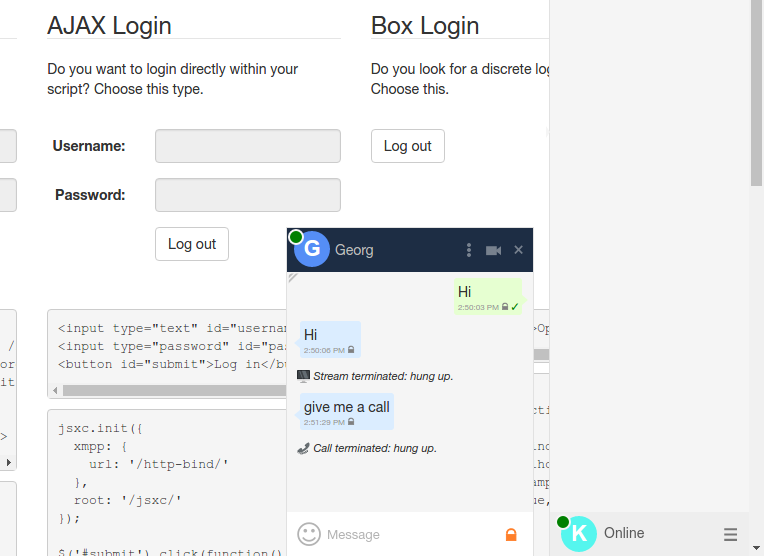 AJAX Login
Do you want to login directly within your
script? Choose this type.
Username:
Password:
Log out
<input type="text" id="usernam
<input type="password" id="pas
<button id="submit">Log in</bu
jsxc.init({
xmpp: {
url: '/http-bind/'
},
root: '/jsxc/'
});
$('#submit').click(function()
Box Login
Do you look for a discrete log
Choose this.
Log out
G
Georg
Hi
2:50:03 PM
Hi
2:50:06 PM
Stream terminated: hung up.
give me a call
2:51:29 PM
Call terminated: hung up.
Message
K
Online